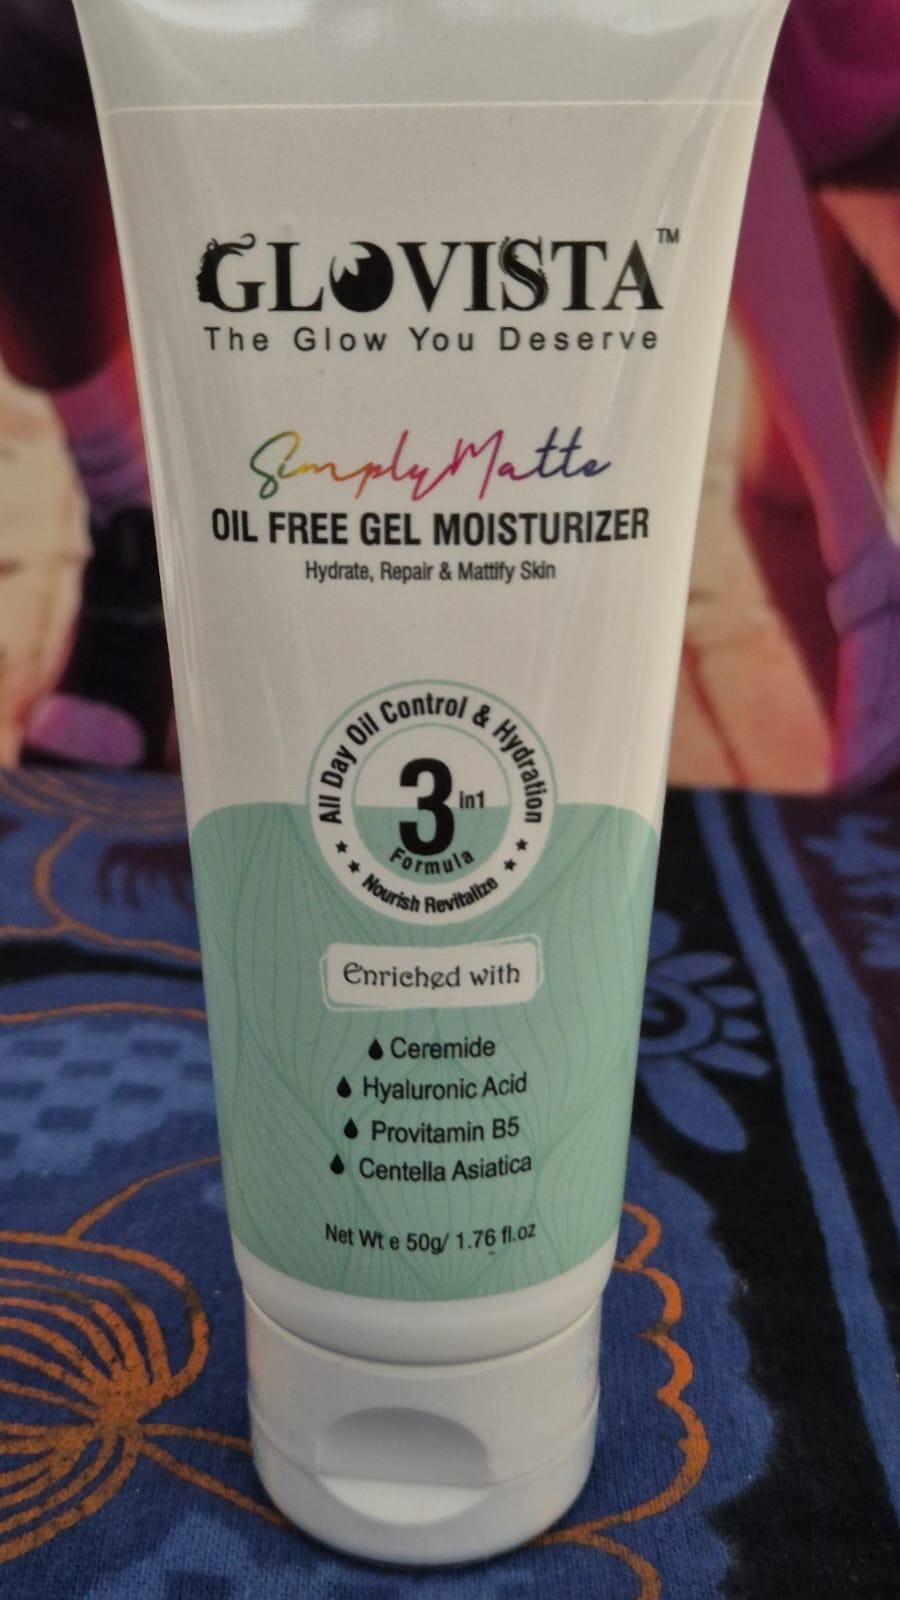 GLOVISTA™
The Glow You Deserve
SimplyMatte
OIL FREE GEL MOISTURIZER
Hydrate, Repair & Mattify Skin
All Day Oil Control & Hydration
3 in1
Formula
Nourish Revitalize
Enriched with
Ceremide
Hyaluronic Acid
Provitamin B5
Centella Asiatica
Net Wt e 50g/ 1.76 fl.oz